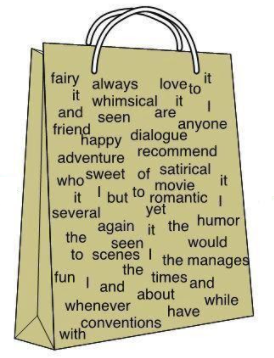 fairy always love to it
it whimsical it I
and seen are anyone
friend happy dialogue
adventure recommend
who sweet of satirical
it I but to movie romantic it I
several yet
again it the humor
the seen would
to scenes I the manages
fun I the times and
and about while
whenever have
conventions
with